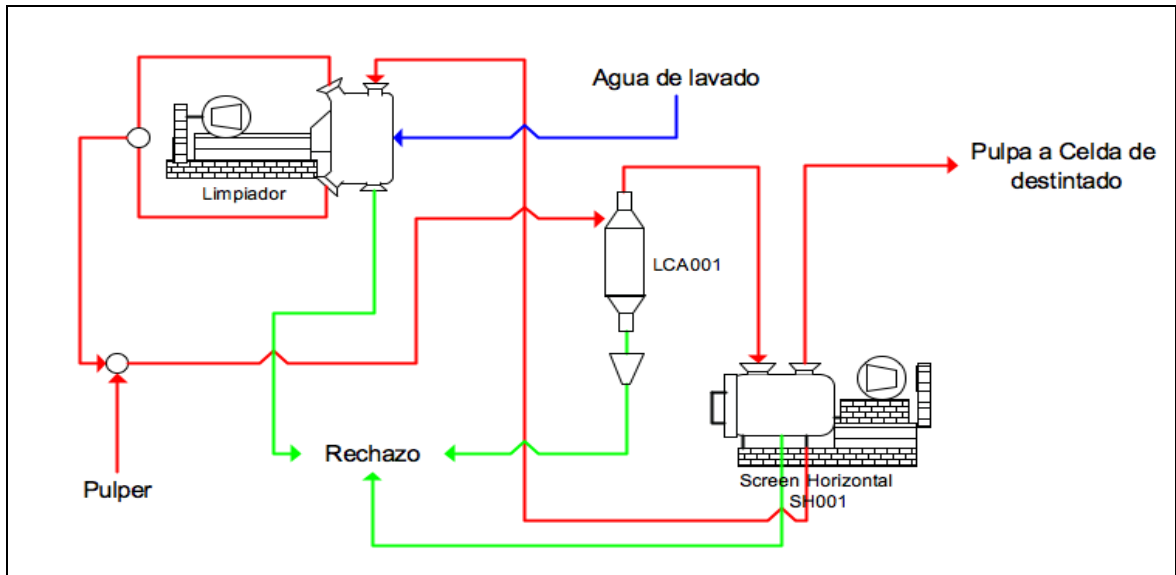 Agua de lavado
Pulpa a Celda de
destintado
Limpiador
LCA001
Rechazo
Pulper
Screen Horizontal
SH001